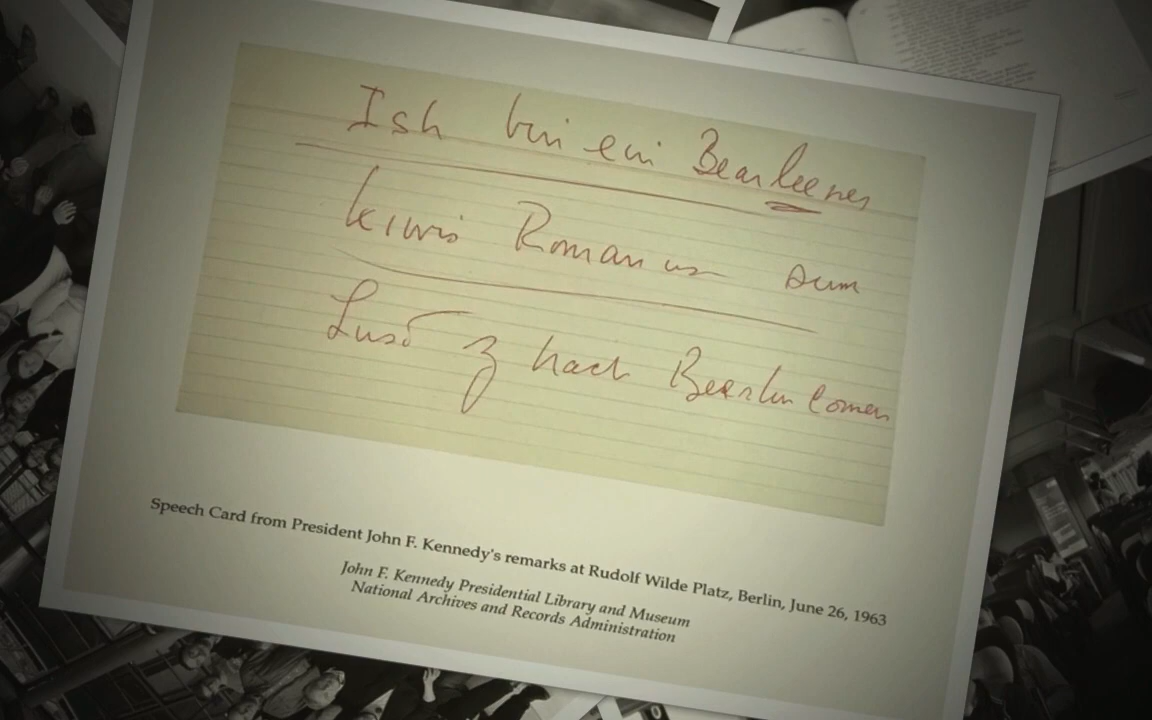 Ish bin ein Bearleener
kiwis Romanus sum
Lusd z nach Bearlin comen
Speech Card from President John F. Kennedy's remarks at Rudolf Wilde Platz, Berlin, June 26, 1963
John F. Kennedy Presidential Library and Museum
National Archives and Records Administration